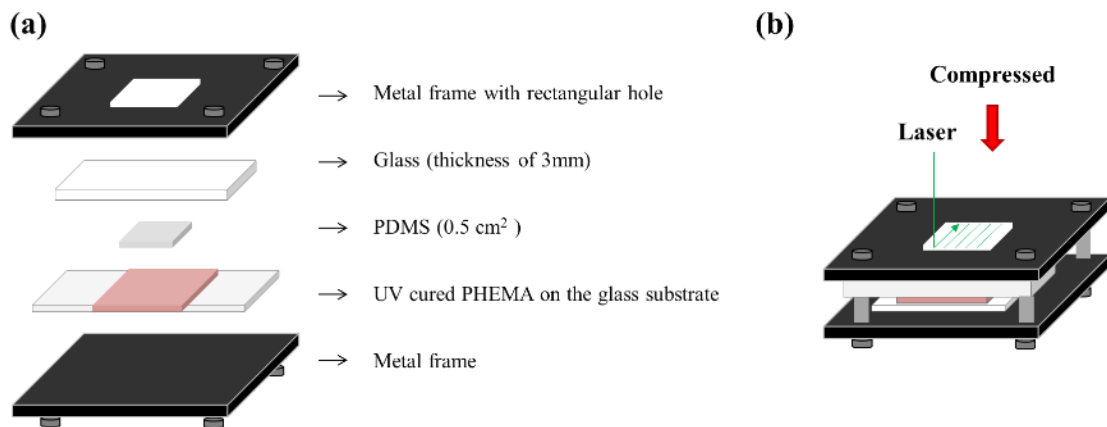 (a)
Metal frame with rectangular hole
Glass (thickness of 3mm)
PDMS (0.5 cm² )
UV cured PHEMA on the glass substrate
Metal frame
(b)
Compressed
Laser